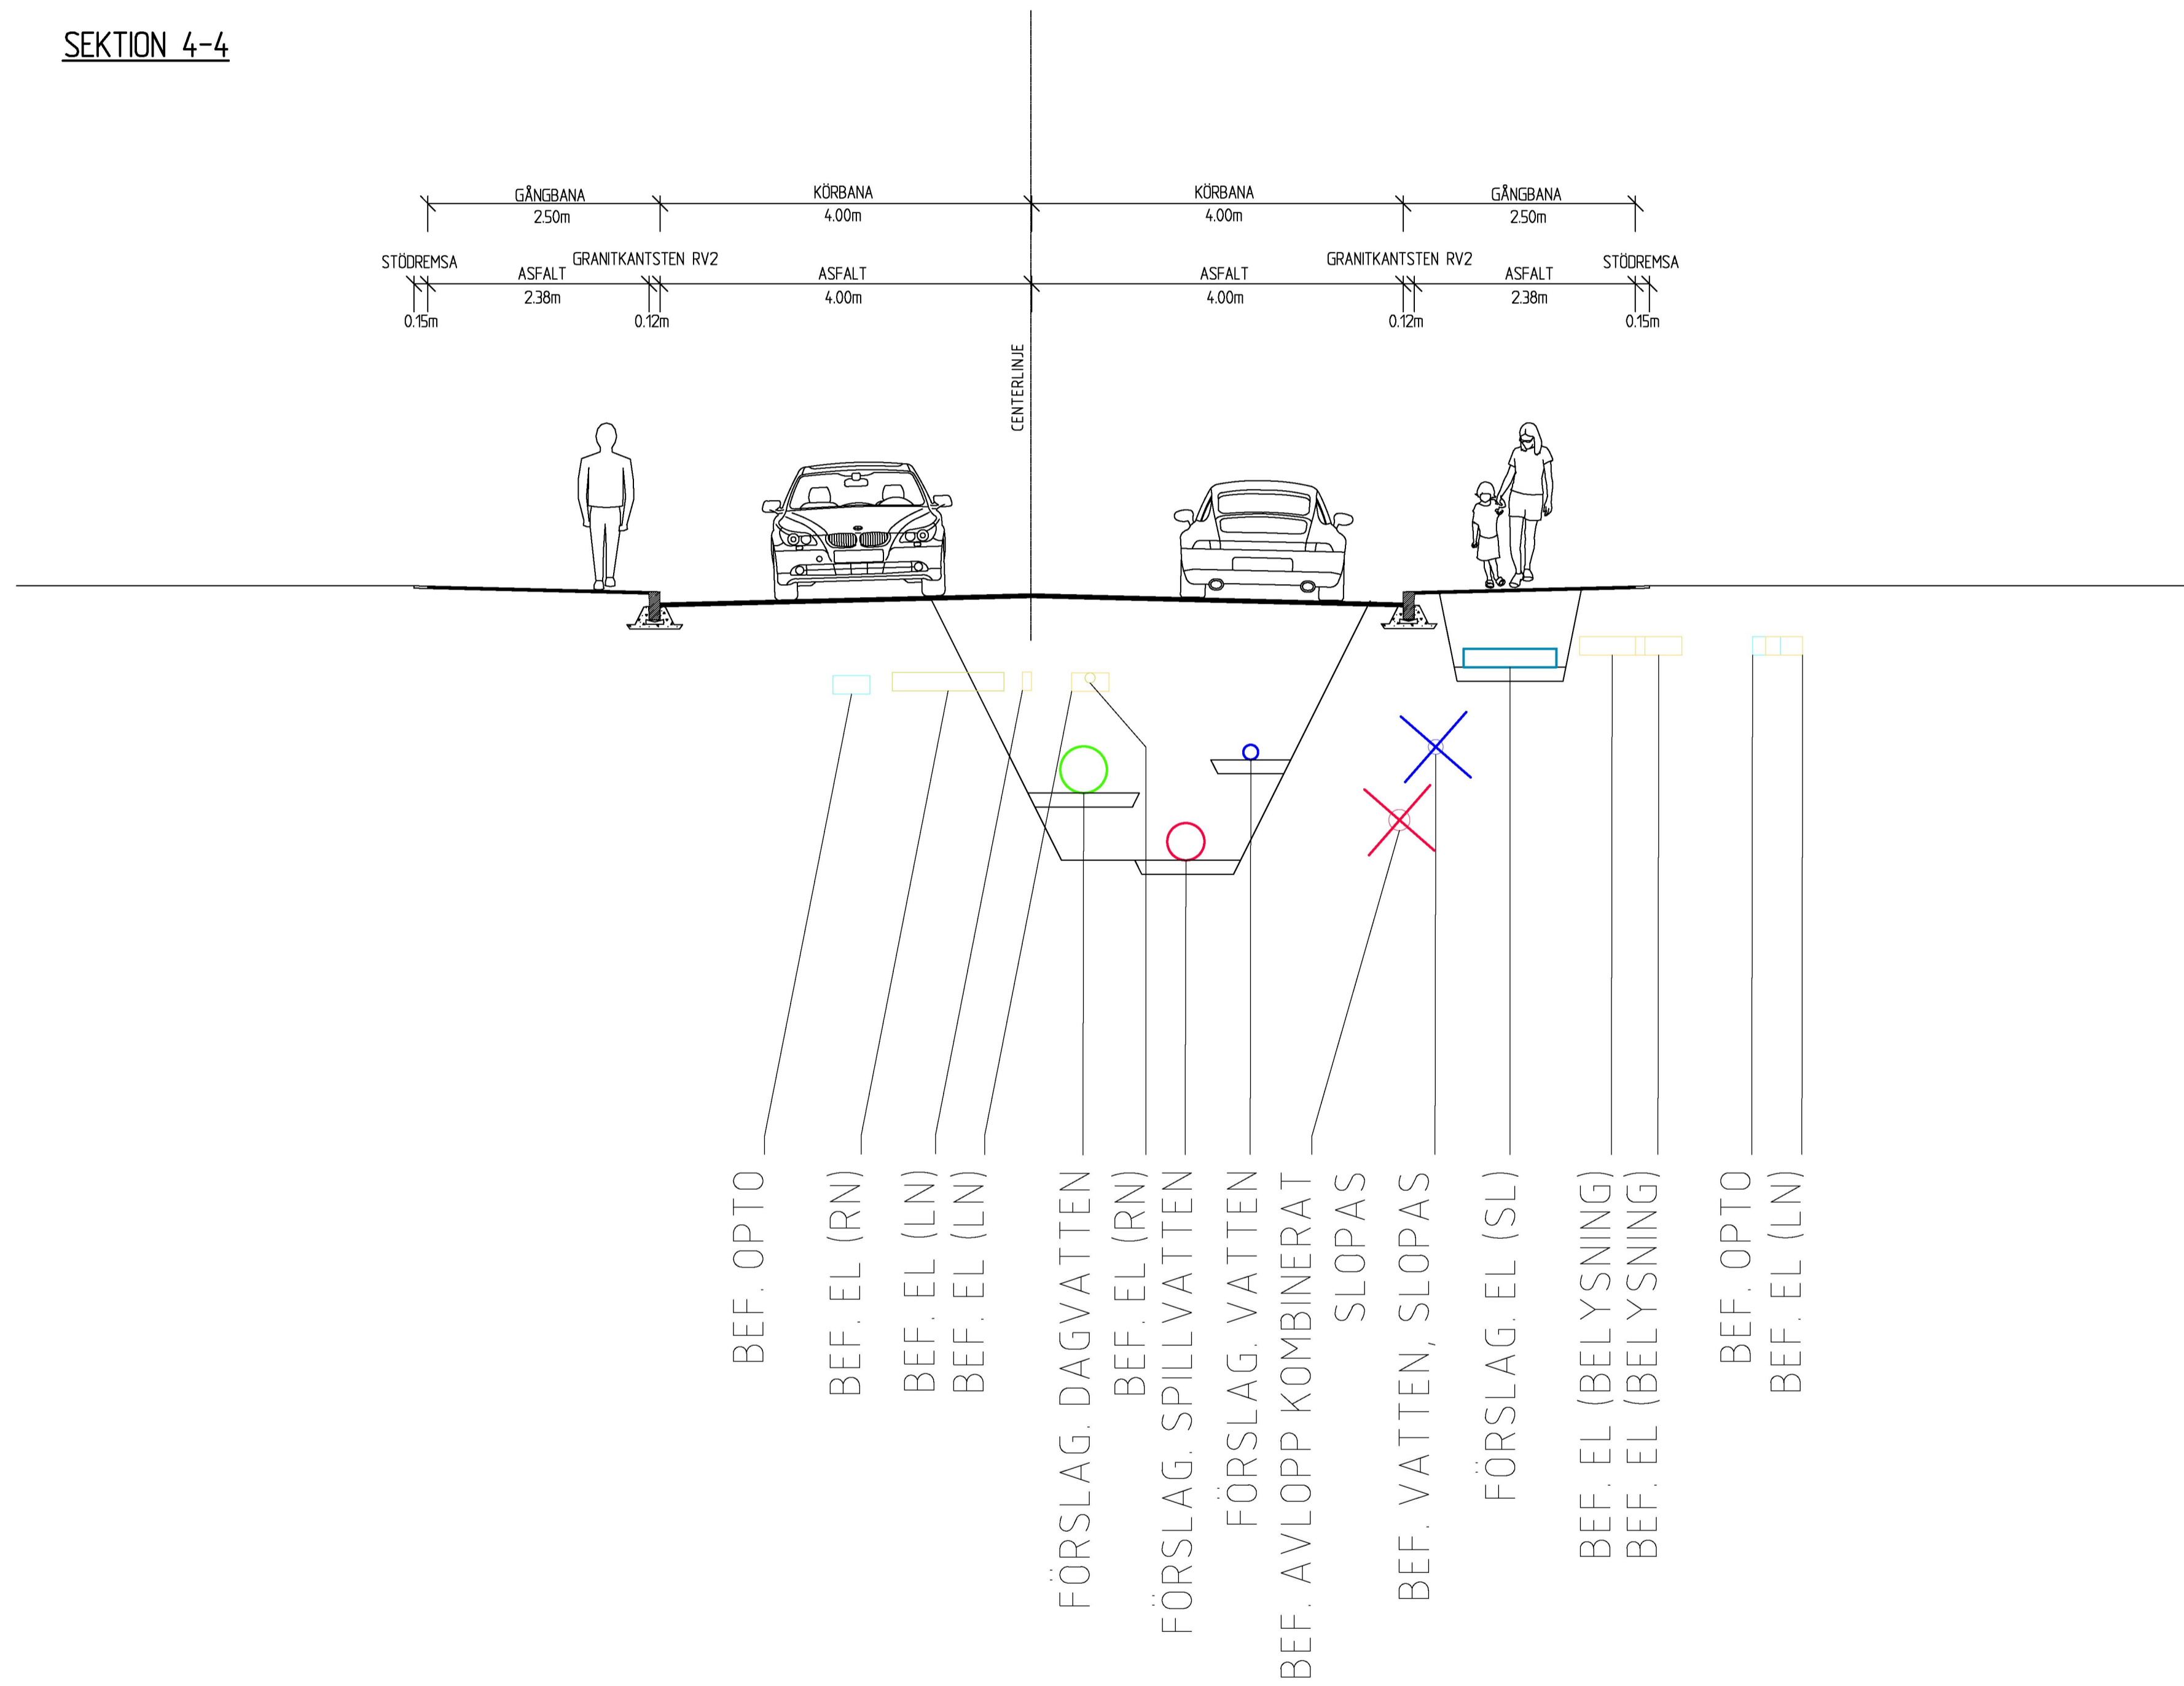 SEKTION 4-4
GÅNGBANA
KÖRBANA
KÖRBANA
GÅNGBANA
2.50m
4.00m
4.00m
2.50m
STÖDREMSA
GRANITKANTSTEN RV2
GRANITKANTSTEN RV2
STÖDREMSA
ASFALT
ASFALT
ASFALT
ASFALT
2.38m
4.00m
4.00m
2.38m
0.15m
0.12m
0.12m
0.15m
CENTERLINJE
BEF. OPTO
BEF. EL (RN)
BEF. EL (LN)
BEF. EL (LN)
FÖRSLAG. DAGVATTEN
BEF. EL (RN)
FÖRSLAG. SPILLVATTEN
FÖRSLAG. VATTEN
BEF. AVLOPP KOMBINERAT
SLOPAS
BEF. VATTEN, SLOPAS
FÖRSLAG. EL (SL)
BEF. EL (BELYSNING)
BEF. EL (BELYSNING)
BEF. OPTO
BEF. EL (LN)